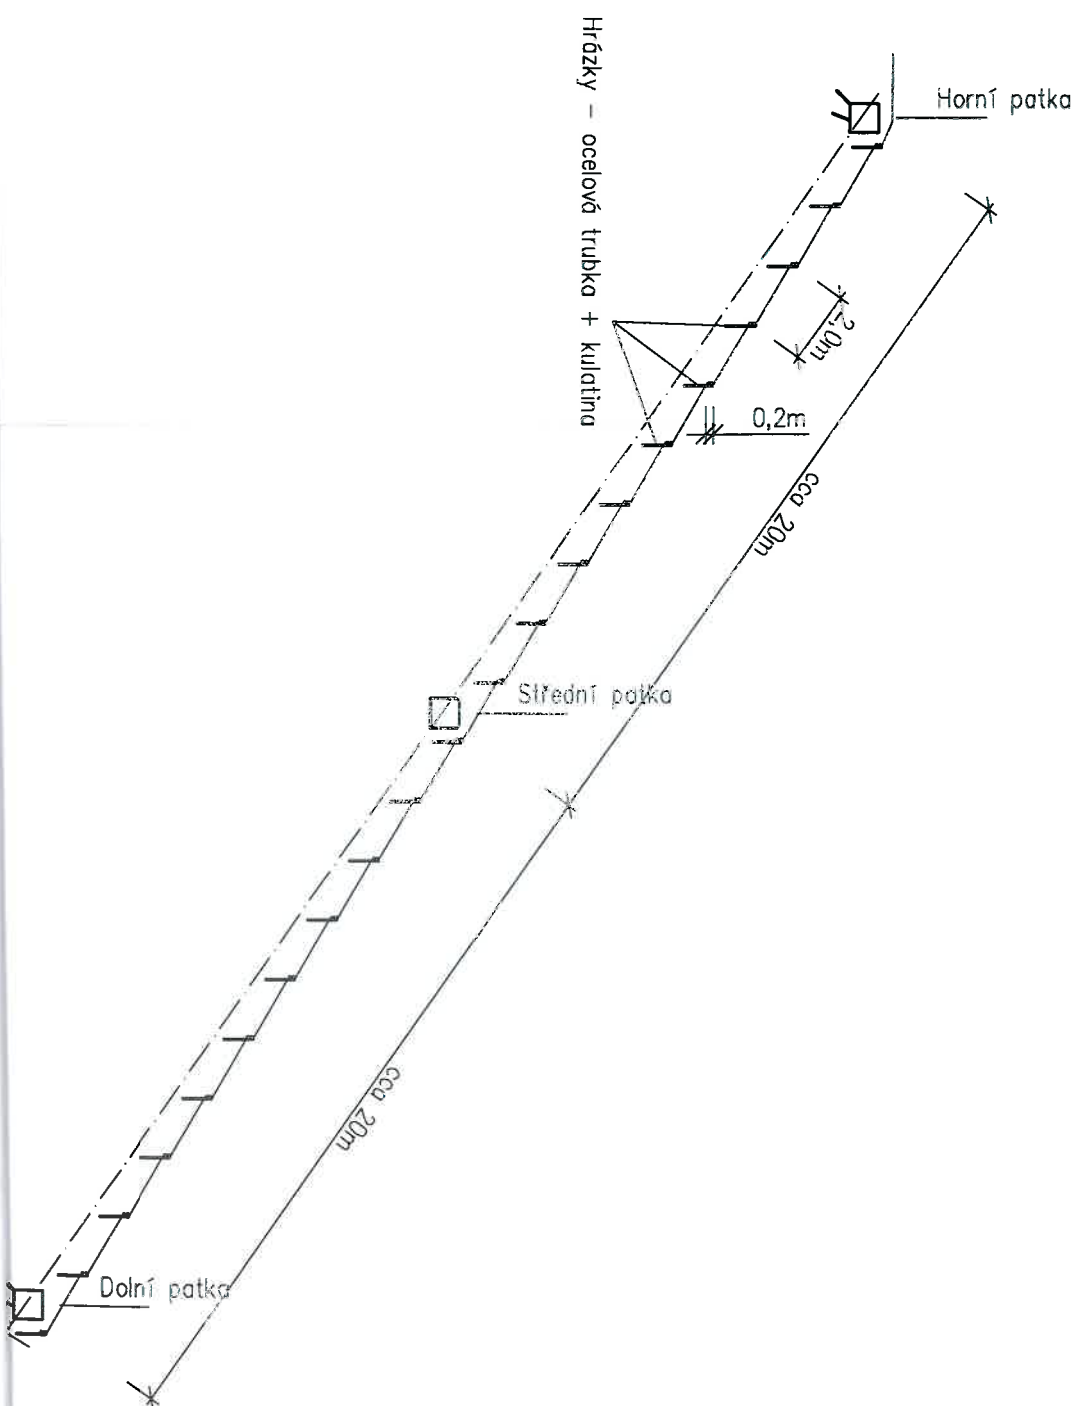 Hrázky - ocelová trubka + kulatina
Horní patka
2,0m
0,2m
cca 20m
Střední patka
cca 20m
Dolní patka